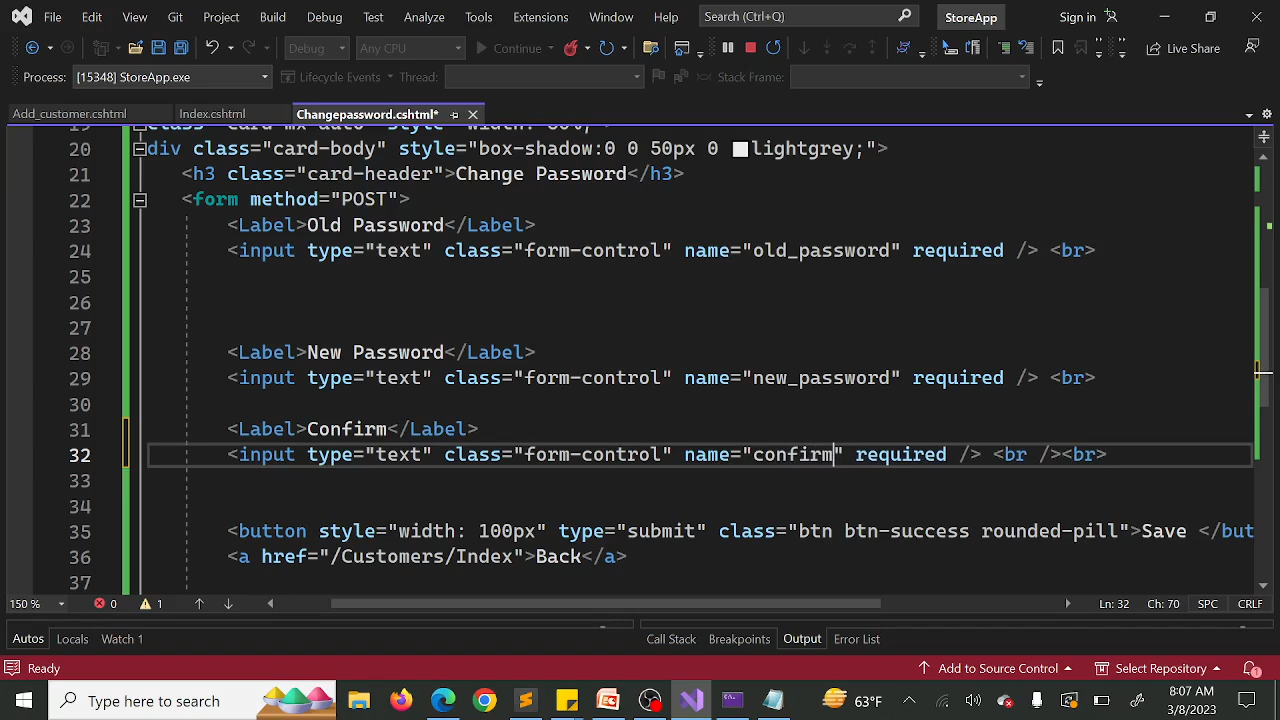 File Edit View Git Project Build Debug Test Analyze Tools Extensions Window Help Search (Ctrl+Q) StoreApp Sign in
Debug Any CPU Continue Live Share
Process: [15348] StoreApp.exe Lifecycle Events Thread: Stack Frame:
Add_customer.cshtml Index.cshtml Changepassword.cshtml*
20 div class="card-body" style="box-shadow:0 0 50px 0 lightgrey;">
21 <h3 class="card-header">Change Password</h3>
22 <form method="POST">
23 <Label>Old Password</Label>
24 <input type="text" class="form-control" name="old_password" required /> <br>
25
26
27
28 <Label>New Password</Label>
29 <input type="text" class="form-control" name="new_password" required /> <br>
30
31 <Label>Confirm</Label>
32 <input type="text" class="form-control" name="confirm" required /> <br /><br>
33
34
35 <button style="width: 100px" type="submit" class="btn btn-success rounded-pill">Save </but
36 <a href="/Customers/Index">Back</a>
37
150 % 0 1 Ln: 32 Ch: 70 SPC CRLF
Autos Locals Watch 1 Call Stack Breakpoints Output Error List
Ready Add to Source Control Select Repository 1
Type here to search 63°F 8:07 AM
3/8/2023